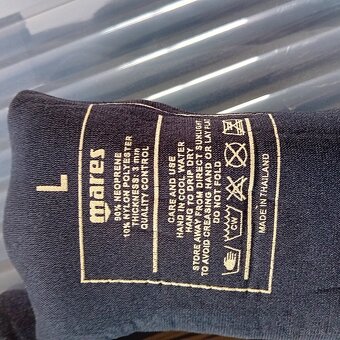 L
mares
90% NEOPRENE
10% NYLON/POLYESTER
THICKNESS: 3 mm
QUALITY CONTROL
CARE AND USE
HAND IN COOL WATER
HANG TO DRIP DRY
STORE AWAY FROM DIRECT SUNLIGHT
TO AVOID CREASING HAND OR LAY FLAT
DO NOT FOLD
CW
MADE IN THAILAND